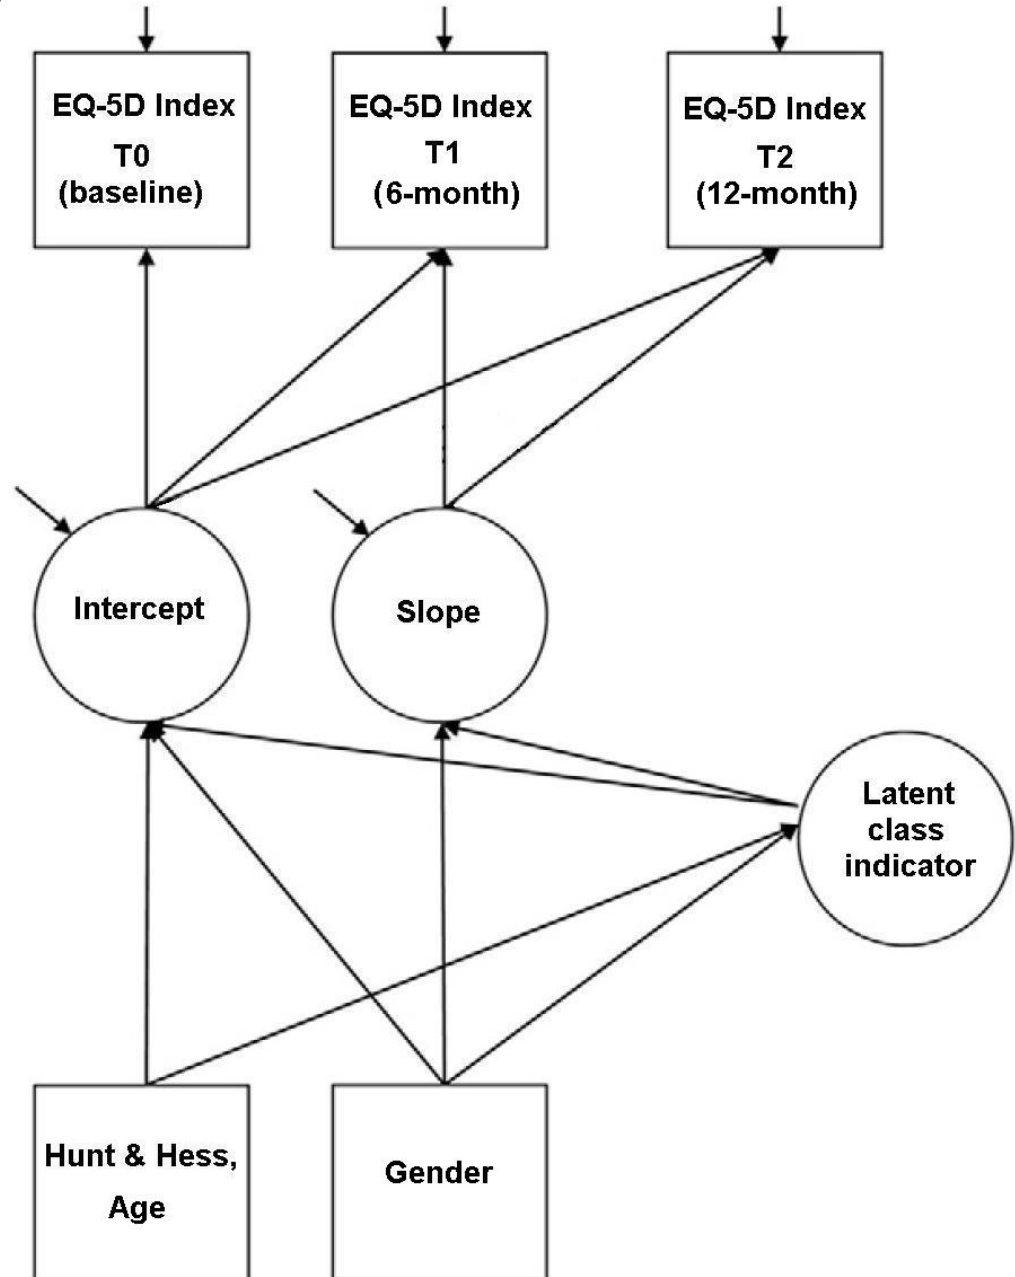 EQ-5D Index
T0
(baseline)
EQ-5D Index
T1
(6-month)
EQ-5D Index
T2
(12-month)
Intercept
Slope
Latent
class
indicator
Hunt & Hess,
Age
Gender